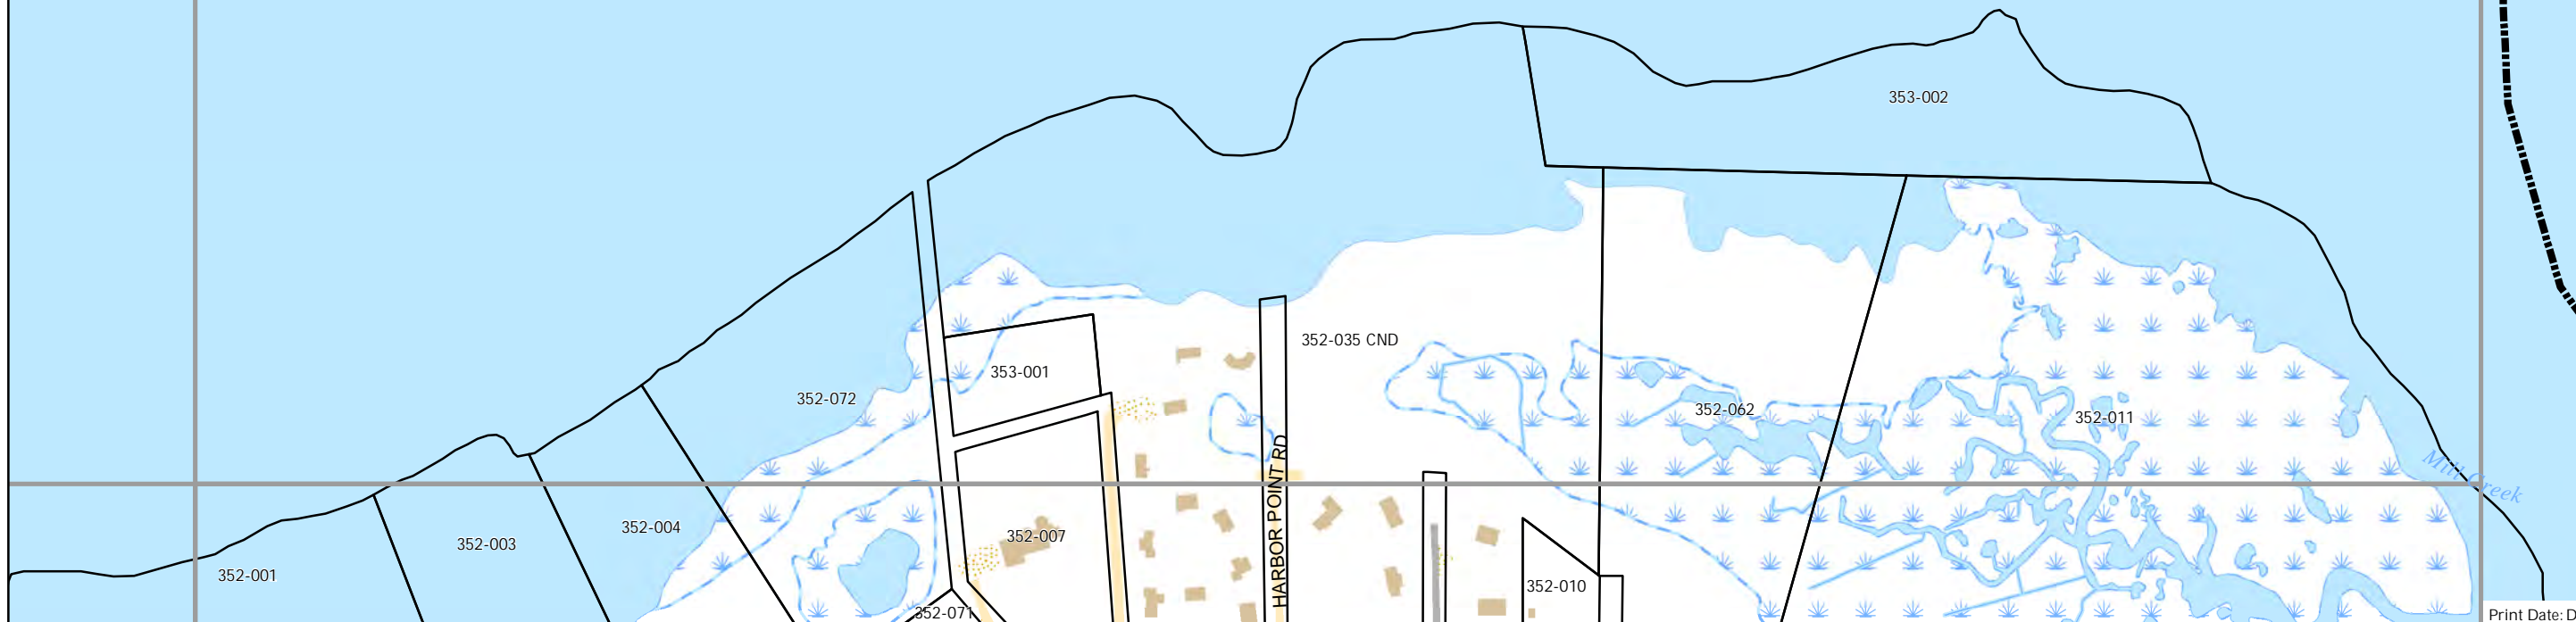 353-002
352-035 CND
353-001
352-072
352-062
352-011
HARBOR POINT RD
Mill Creek
352-004
352-007
352-003
352-001
352-010
352-071
Print Date: D